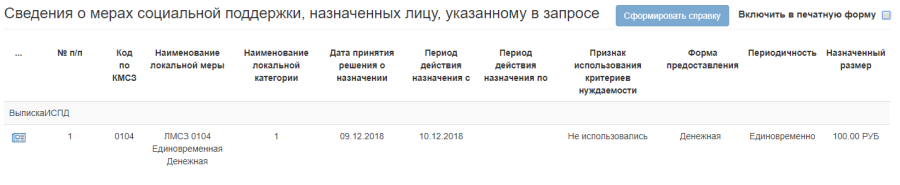 Сведения о мерах социальной поддержки, назначенных лицу, указанному в запросе Сформировать справку Включить в печатную форму
... № п/п Код по КМСЗ Наименование локальной меры Наименование локальной категории Дата принятия решения о назначении Период действия назначения с Период действия назначения по Признак использования критериев нуждаемости Форма предоставления Периодичность Назначенный размер
ВыпискаИСПД
1 0104 ЛМСЗ 0104 Единовременная Денежная 1 09.12.2018 10.12.2018 Не использовались Денежная Единовременно 100.00 РУБ